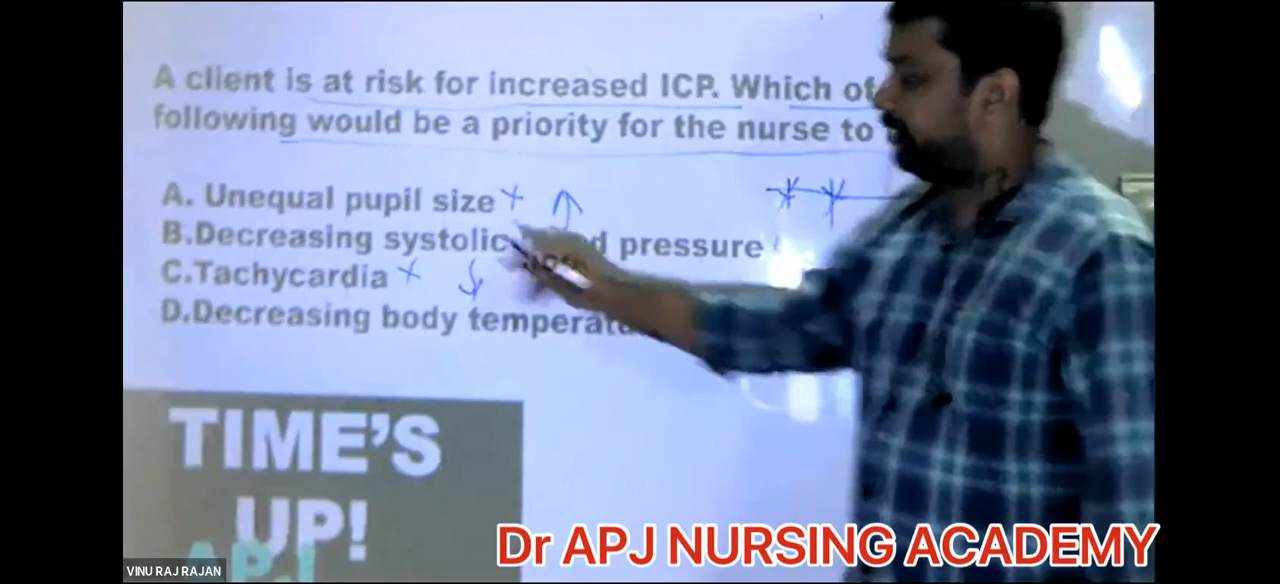 A client is at risk for increased ICP. Which of
following would be a priority for the nurse to
A. Unequal pupil size
B.Decreasing systolic pressure
C.Tachycardia
D.Decreasing body
TIME'S
UP!
APJ
Dr APJ NURSING ACADEMY
VINU RAJ RAJAN